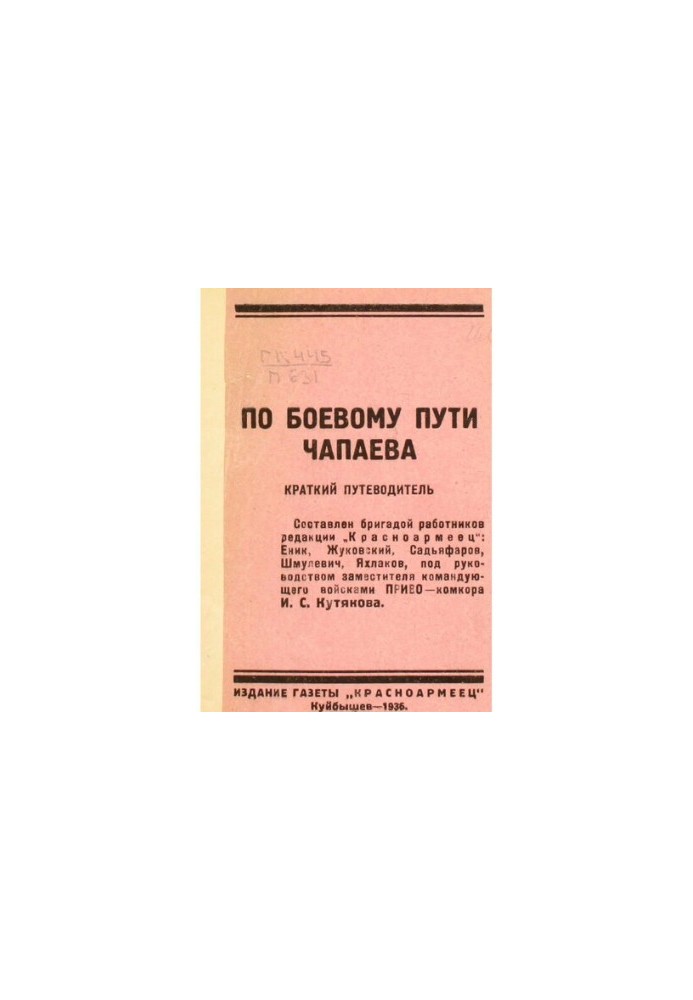 П 631
ПО БОЕВОМУ ПУТИ
ЧАПАЕВА
КРАТКИЙ ПУТЕВОДИТЕЛЬ
Составлен бригадой работников
редакции „Красноармеец“:
Еник, Жуковский, Садьяфаров,
Шмулевич, Яхлаков, под руко-
водством заместителя командую-
щего войсками ПРИВО—комкора
И. С. Кутякова.
ИЗДАНИЕ ГАЗЕТЫ „КРАСНОАРМЕЕЦ“
Куйбышев—1936.